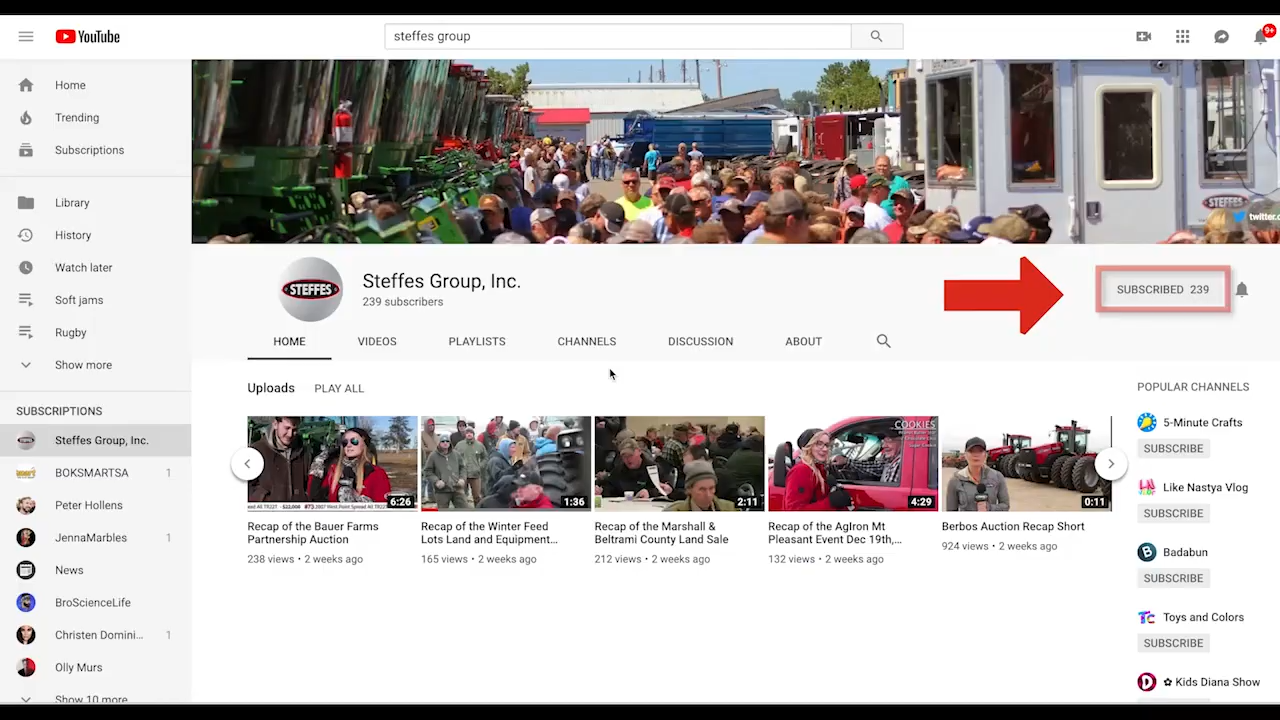 YouTube
steffes group
9+
Home
Trending
Subscriptions
Library
History
Watch later
Soft jams
Rugby
Show more
SUBSCRIPTIONS
Steffes Group, Inc.
BOKSMARTSA 1
Peter Hollens
JennaMarbles 1
News
BroScienceLife
Christen Domini... 1
Olly Murs
Show 10 more
STEFFES
twitter.c
STEFFES
Steffes Group, Inc.
239 subscribers
SUBSCRIBED 239
HOME VIDEOS PLAYLISTS CHANNELS DISCUSSION ABOUT
Uploads PLAY ALL
6:26
Recap of the Bauer Farms
Partnership Auction
238 views • 2 weeks ago
1:36
Recap of the Winter Feed
Lots Land and Equipment...
165 views • 2 weeks ago
2:11
Recap of the Marshall &
Beltrami County Land Sale
212 views • 2 weeks ago
COOKIES
4:29
Recap of the AgIron Mt
Pleasant Event Dec 19th,...
132 views • 2 weeks ago
0:11
Berbos Auction Recap Short
924 views • 2 weeks ago
POPULAR CHANNELS
5-Minute Crafts
SUBSCRIBE
Like Nastya Vlog
SUBSCRIBE
Badabun
SUBSCRIBE
Toys and Colors
SUBSCRIBE
✿ Kids Diana Show